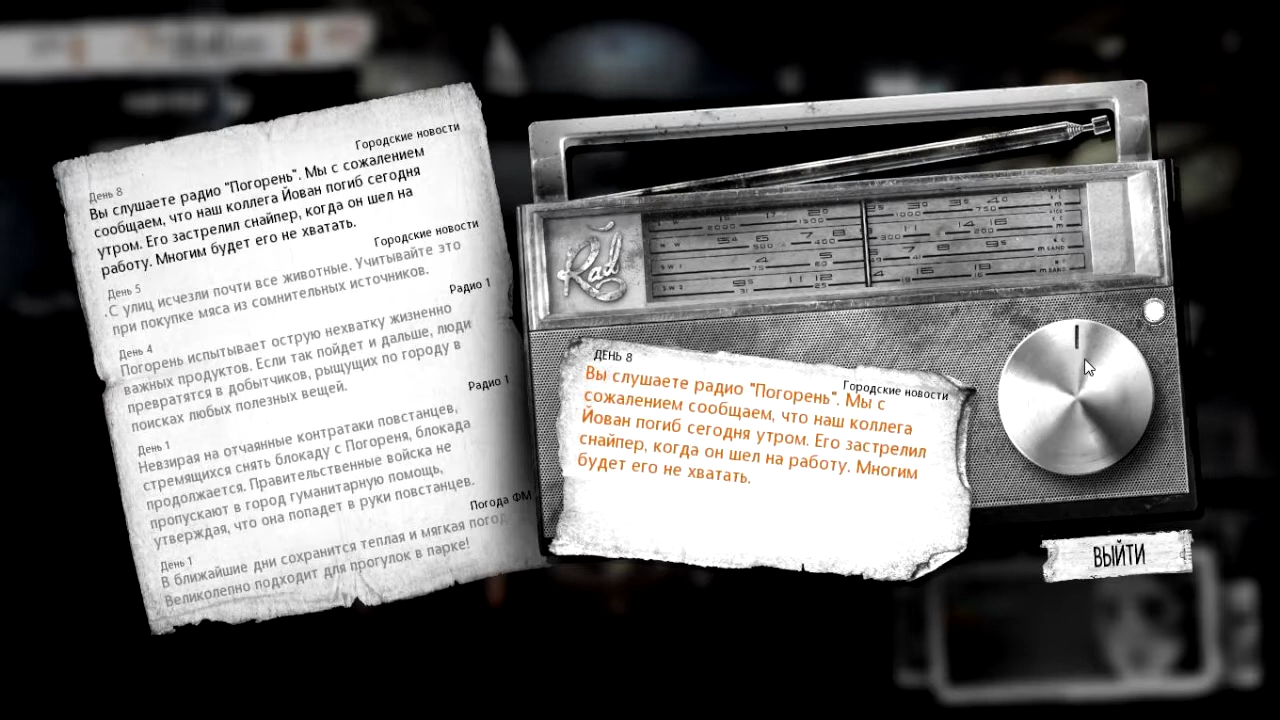 Городские новости
День 8
Вы слушаете радио "Погорень". Мы с сожалением
сообщаем, что наш коллега Йован погиб сегодня
утром. Его застрелил снайпер, когда он шел на
работу. Многим будет его не хватать.
Городские новости
День 5
.С улиц исчезли почти все животные. Учитывайте это
при покупке мяса из сомнительных источников.
Радио 1
День 4
Погорень испытывает острую нехватку жизненно
важных продуктов. Если так пойдет и дальше, люди
превратятся в добытчиков, рыщущих по городу в
поисках любых полезных вещей.
Радио 1
День 1
Невзирая на отчаянные контратаки повстанцев,
стремящихся снять блокаду с Погореня, блокада
продолжается. Правительственные войска не
пропускают в город гуманитарную помощь,
утверждая, что она попадет в руки повстанцев.
Погода ФМ
День 1
В ближайшие дни сохранится теплая и мягкая погод
Великолепно подходит для прогулок в парке!
Rad
ДЕНЬ 8
Городские новости
Вы слушаете радио "Погорень". Мы с
сожалением сообщаем, что наш коллега
Йован погиб сегодня утром. Его застрелил
снайпер, когда он шел на работу. Многим
будет его не хватать.
ВЫЙТИ